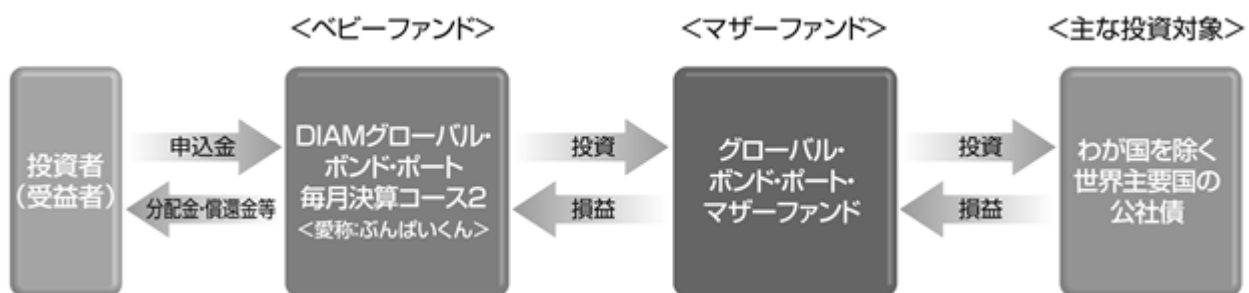 <ベビーファンド>
<マザーファンド>
<主な投資対象>
投資者
(受益者)
申込金
分配金・償還金等
DIAMグローバル・
ボンド・ポート
毎月決算コース2
<愛称:ぶんぱいくん>
投資
損益
グローバル・
ボンド・ポート・
マザーファンド
投資
損益
わが国を除く
世界主要国の
公社債